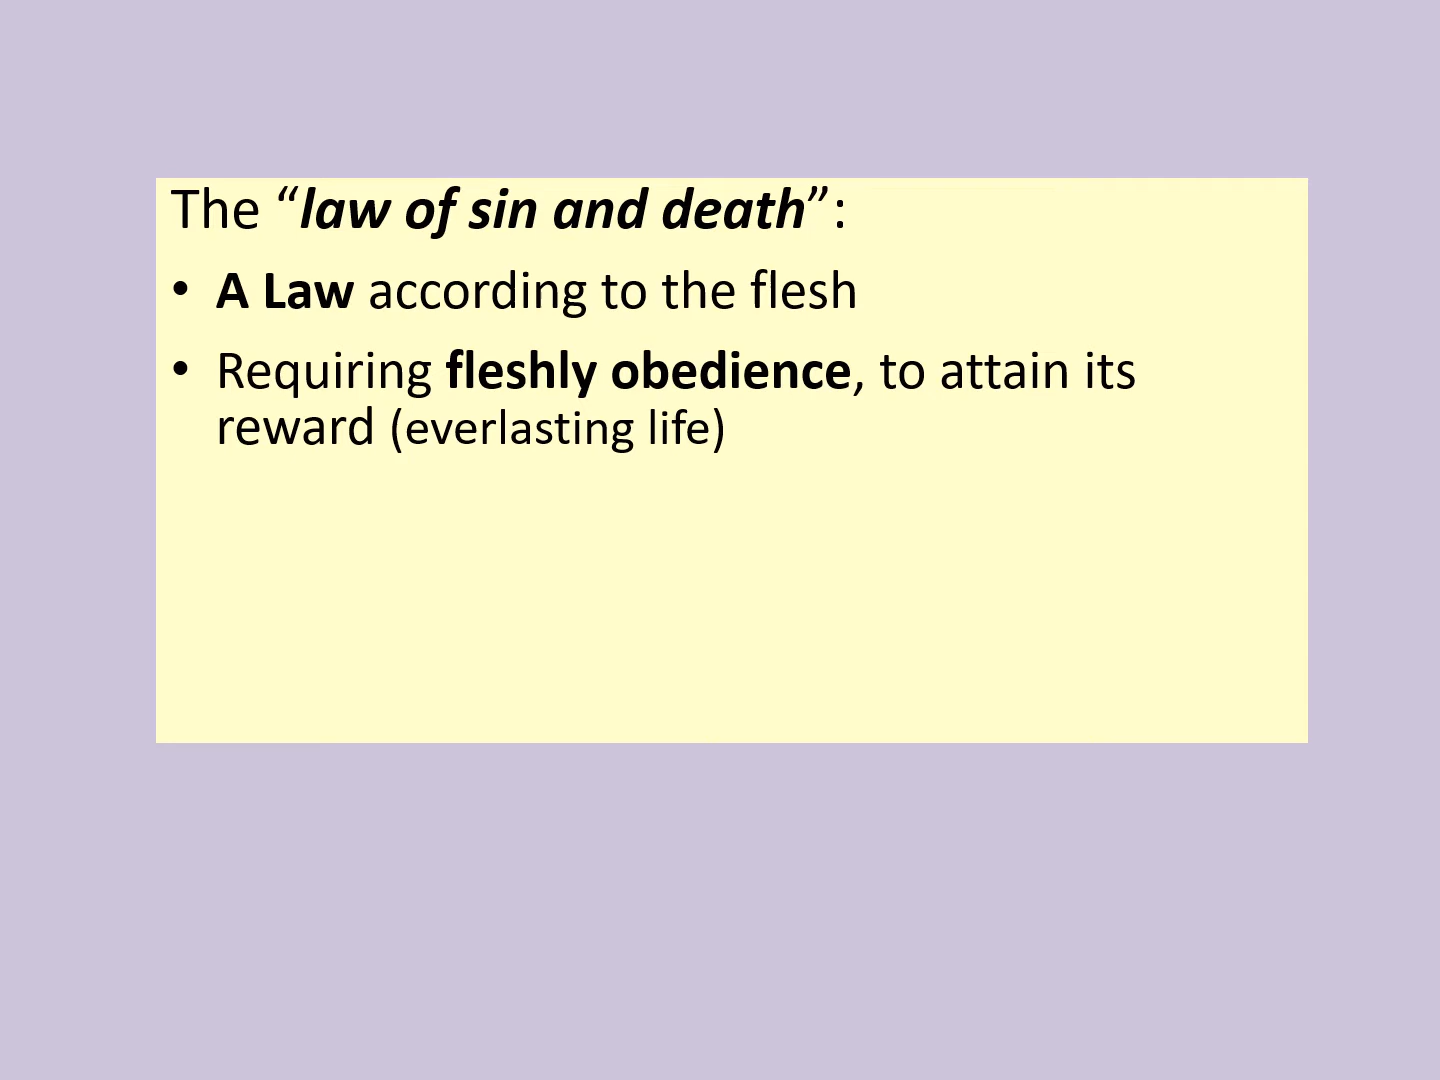 The “law of sin and death”:
• A Law according to the flesh
• Requiring fleshly obedience, to attain its
reward (everlasting life)